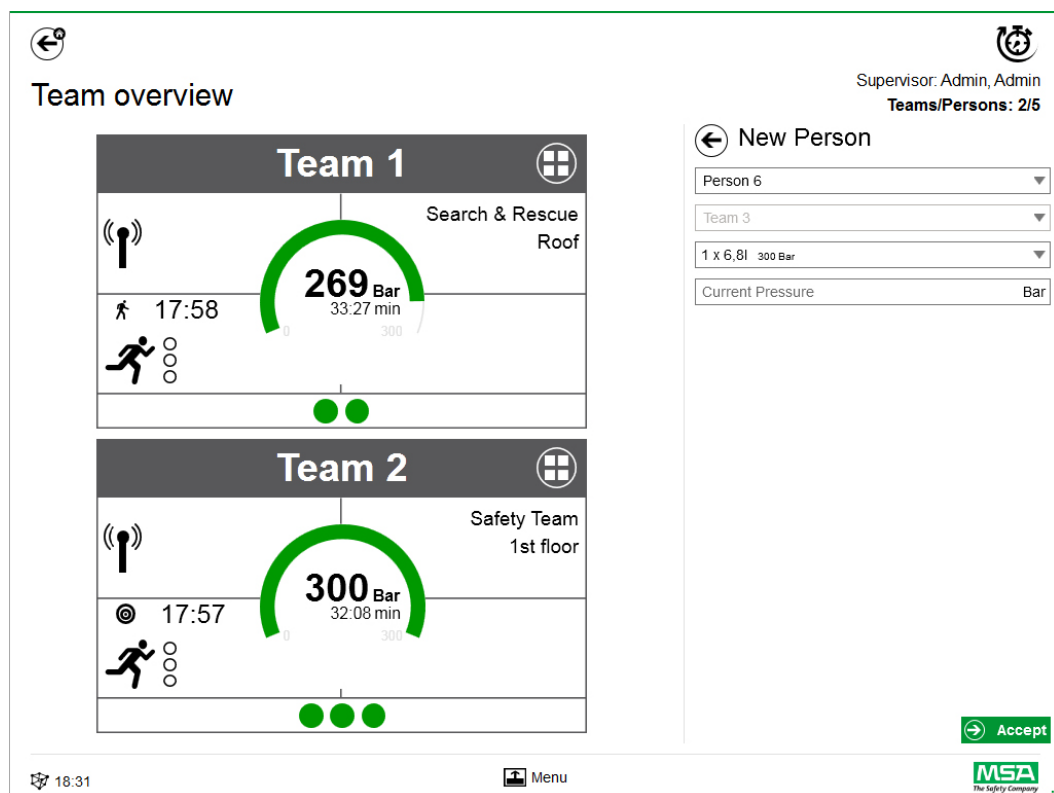 Supervisor: Admin, Admin
Team overview
Teams/Persons: 2/5
Team 1
Search & Rescue
Roof
269 Bar
33:27 min
0 300
17:58
Team 2
Safety Team
1st floor
300 Bar
32:08 min
0 300
17:57
New Person
Person 6
Team 3
1 x 6,8l 300 Bar
Current Pressure Bar
Accept
18:31
Menu
MSA
The Safety Company